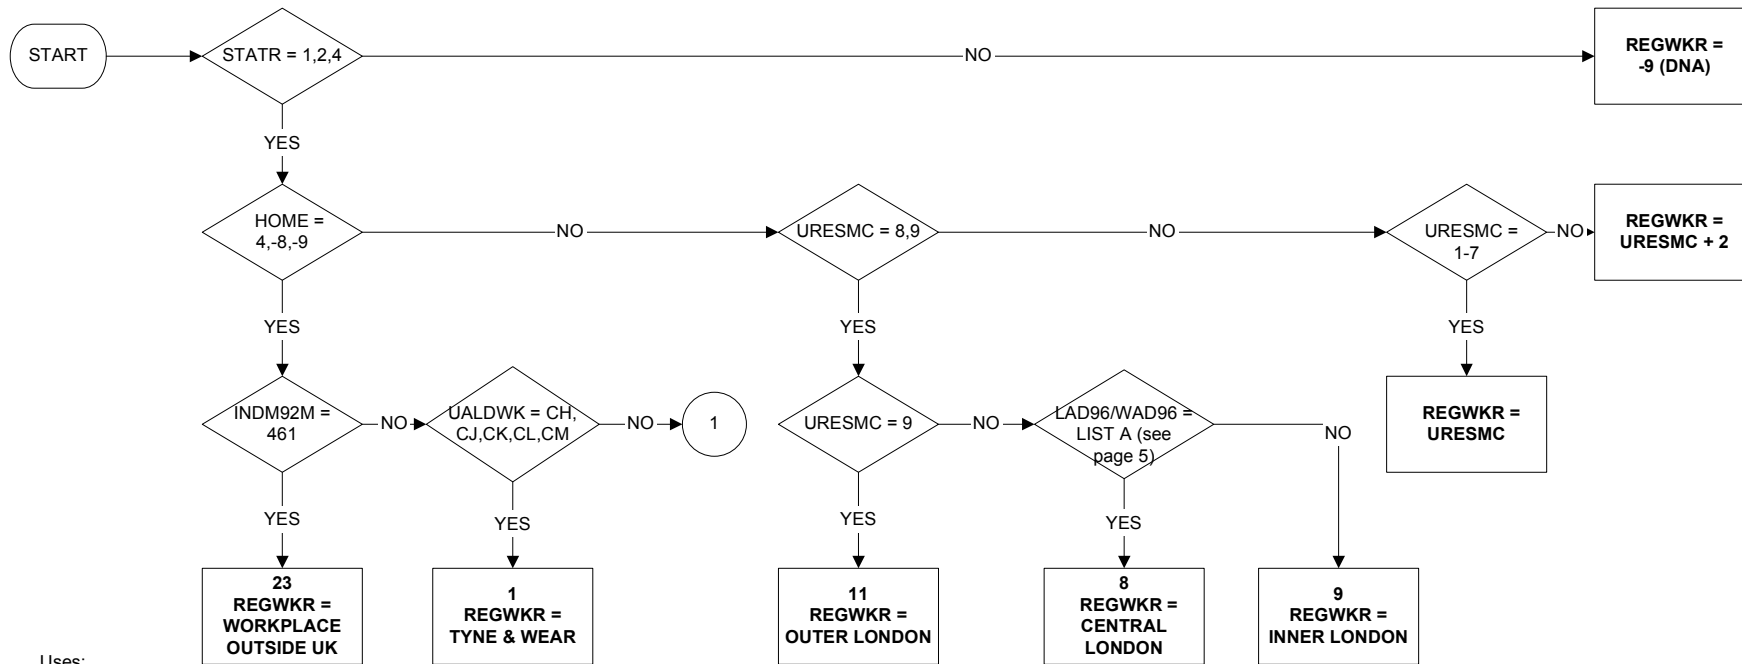 START
STATR = 1,2,4
NO
REGWKR =
-9 (DNA)
YES
HOME =
4,-8,-9
NO
URESMC = 8,9
NO
URESMC =
1-7
NO
REGWKR =
URESMC + 2
YES
YES
YES
INDM92M =
461
NO
UALDWK = CH,
CJ,CK,CL,CM
NO
1
URESMC = 9
NO
LAD96/WAD96 =
LIST A (see
page 5)
NO
REGWKR =
URESMC
YES
YES
YES
YES
23
REGWKR =
WORKPLACE
OUTSIDE UK
1
REGWKR =
TYNE & WEAR
11
REGWKR =
OUTER LONDON
8
REGWKR =
CENTRAL
LONDON
9
REGWKR =
INNER LONDON
Uses: